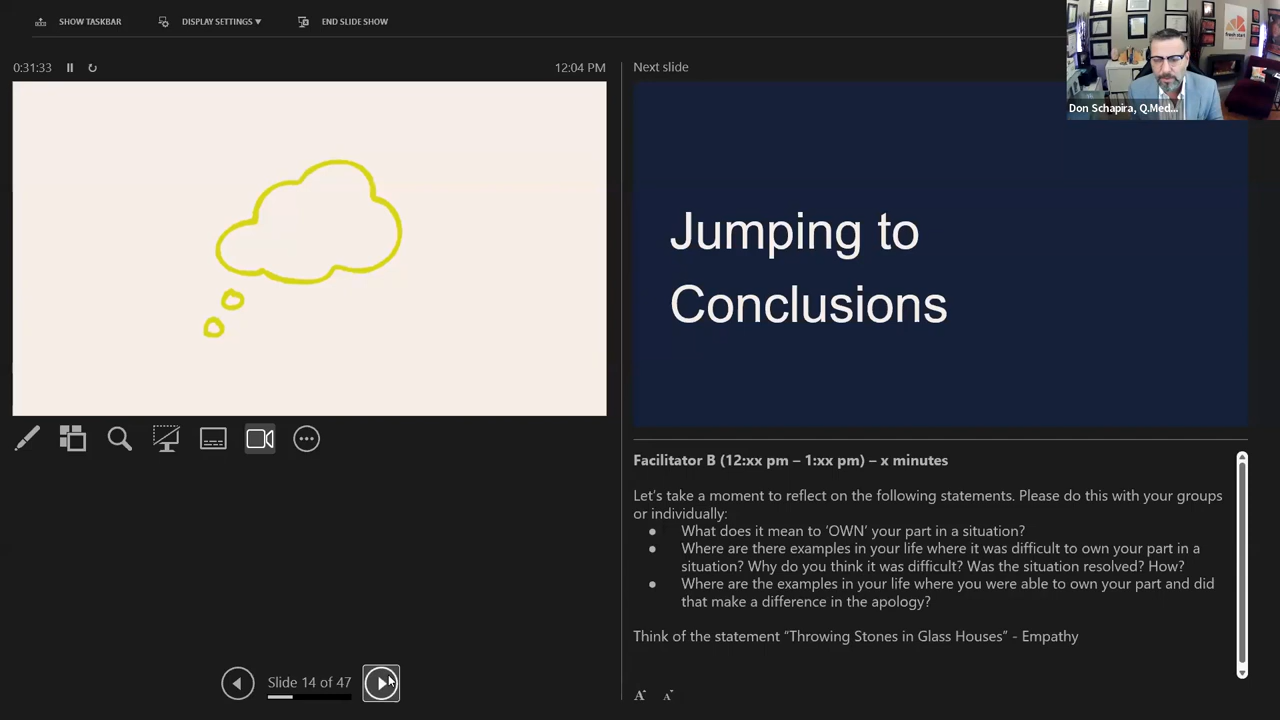 SHOW TASKBAR
DISPLAY SETTINGS ▼
END SLIDE SHOW
0:31:33
12:04 PM
Next slide
fresh start
Don Schapira, Q.Med...
Jumping to
Conclusions
Facilitator B (12:xx pm – 1:xx pm) – x minutes
Let's take a moment to reflect on the following statements. Please do this with your groups
or individually:
● What does it mean to ‘OWN’ your part in a situation?
● Where are there examples in your life where it was difficult to own your part in a
situation? Why do you think it was difficult? Was the situation resolved? How?
● Where are the examples in your life where you were able to own your part and did
that make a difference in the apology?
Think of the statement “Throwing Stones in Glass Houses” - Empathy
Slide 14 of 47
A A